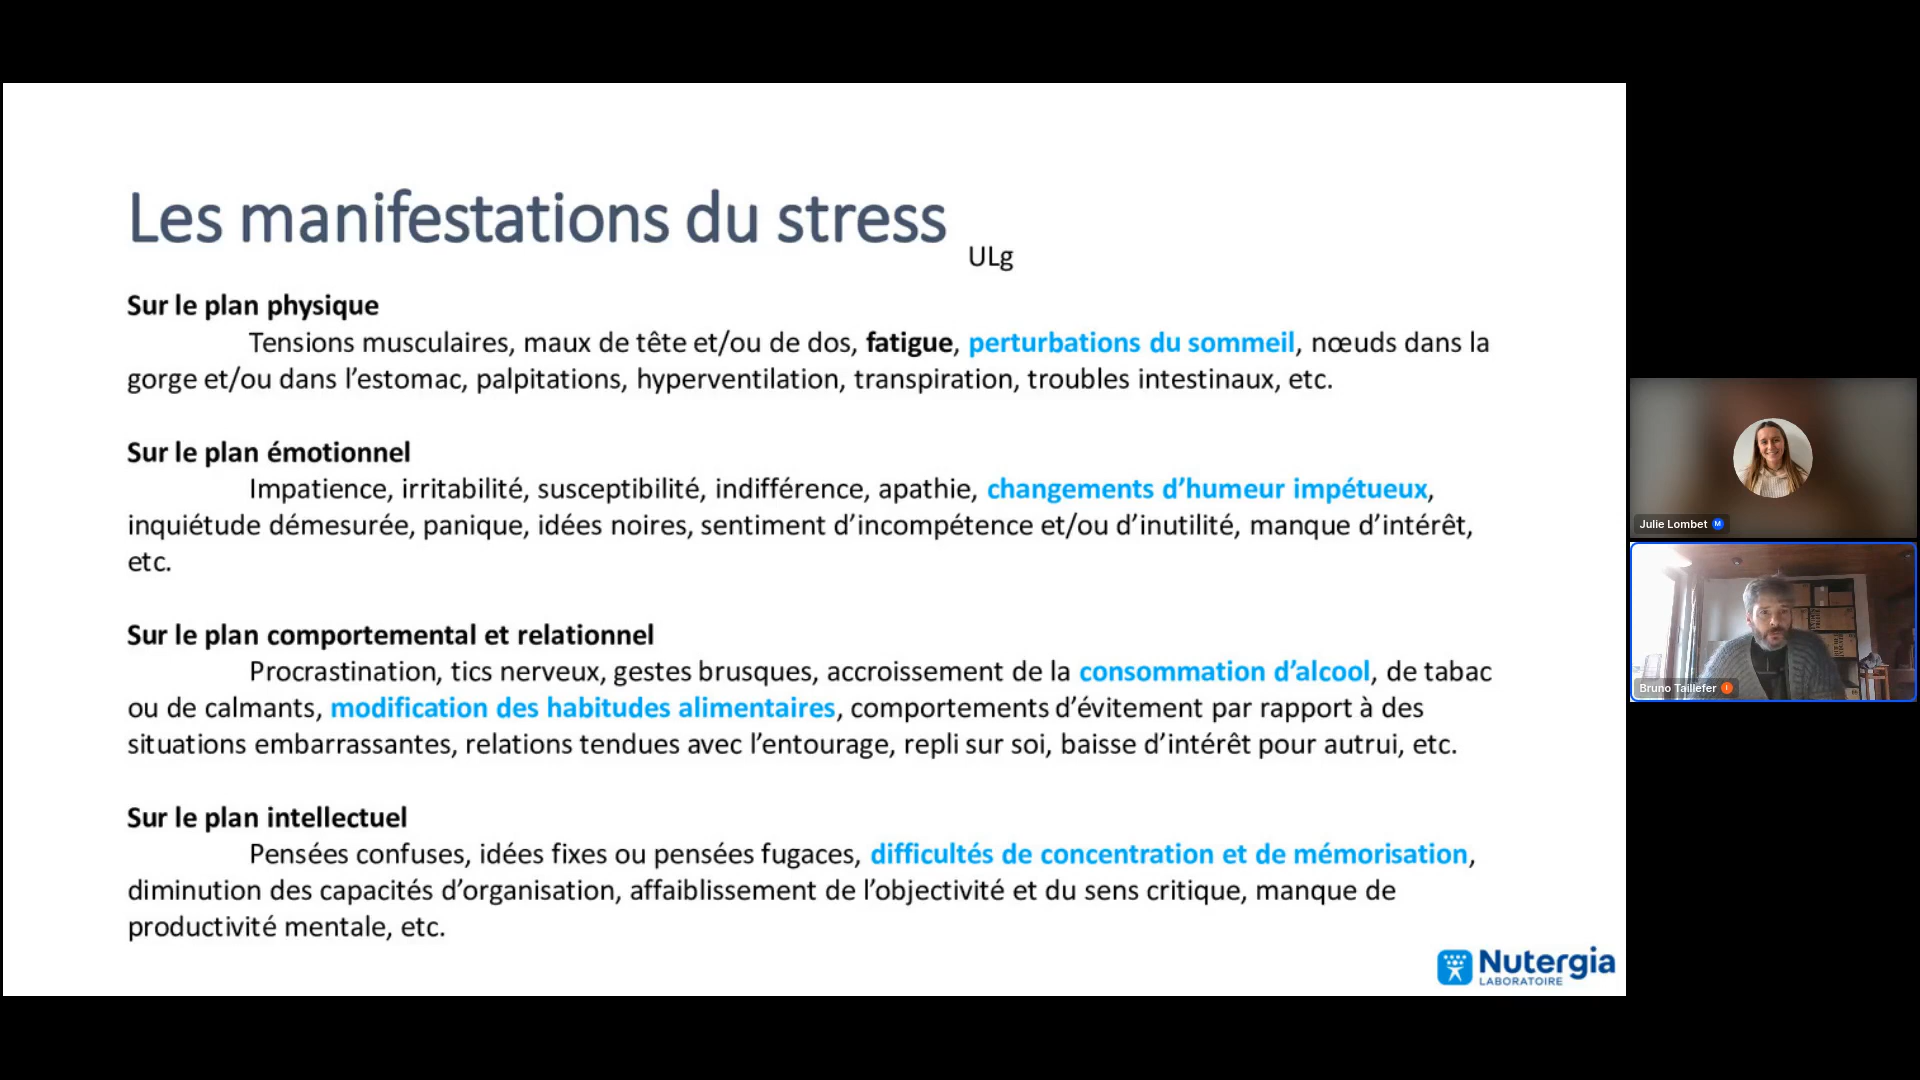 Les manifestations du stress
ULg
Sur le plan physique
Tensions musculaires, maux de tête et/ou de dos, fatigue, perturbations du sommeil, nœuds dans la
gorge et/ou dans l’estomac, palpitations, hyperventilation, transpiration, troubles intestinaux, etc.
Sur le plan émotionnel
Impatience, irritabilité, susceptibilité, indifférence, apathie, changements d’humeur impétueux,
inquiétude démesurée, panique, idées noires, sentiment d’incompétence et/ou d’inutilité, manque d’intérêt,
etc.
Sur le plan comportemental et relationnel
Procrastination, tics nerveux, gestes brusques, accroissement de la consommation d’alcool, de tabac
ou de calmants, modification des habitudes alimentaires, comportements d’évitement par rapport à des
situations embarrassantes, relations tendues avec l’entourage, repli sur soi, baisse d’intérêt pour autrui, etc.
Sur le plan intellectuel
Pensées confuses, idées fixes ou pensées fugaces, difficultés de concentration et de mémorisation,
diminution des capacités d’organisation, affaiblissement de l’objectivité et du sens critique, manque de
productivité mentale, etc.
Nutergia
LABORATOIRE
Julie Lombet M
Bruno Taillefer I